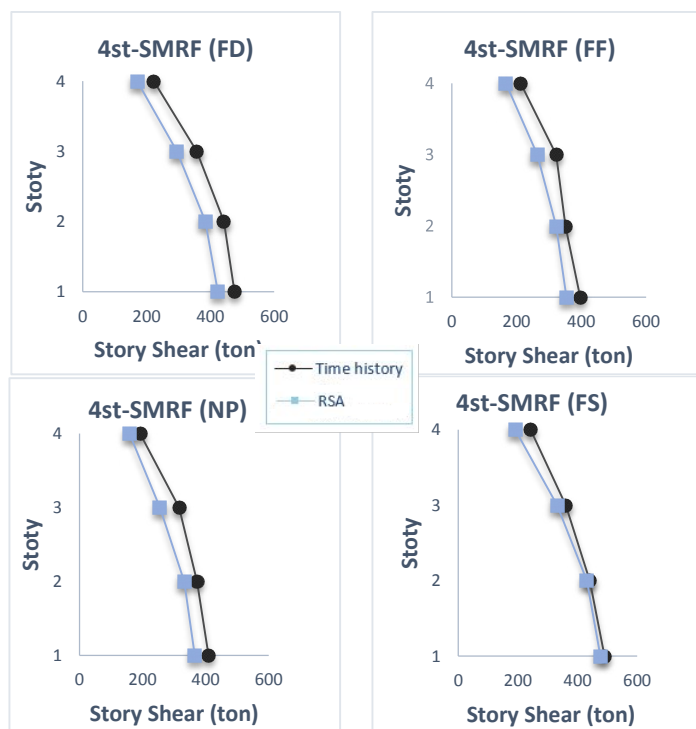 4st-SMRF (FD)
4
3
2
1
Stoty
0 200 400 600
Story Shear (ton)
4st-SMRF (FF)
4
3
2
1
Stoty
0 200 400 600
Story Shear (ton)
Time history
RSA
4st-SMRF (NP)
4
3
2
1
Stoty
0 200 400 600
Story Shear (ton)
4st-SMRF (FS)
4
3
2
1
Stoty
0 200 400 600
Story Shear (ton)